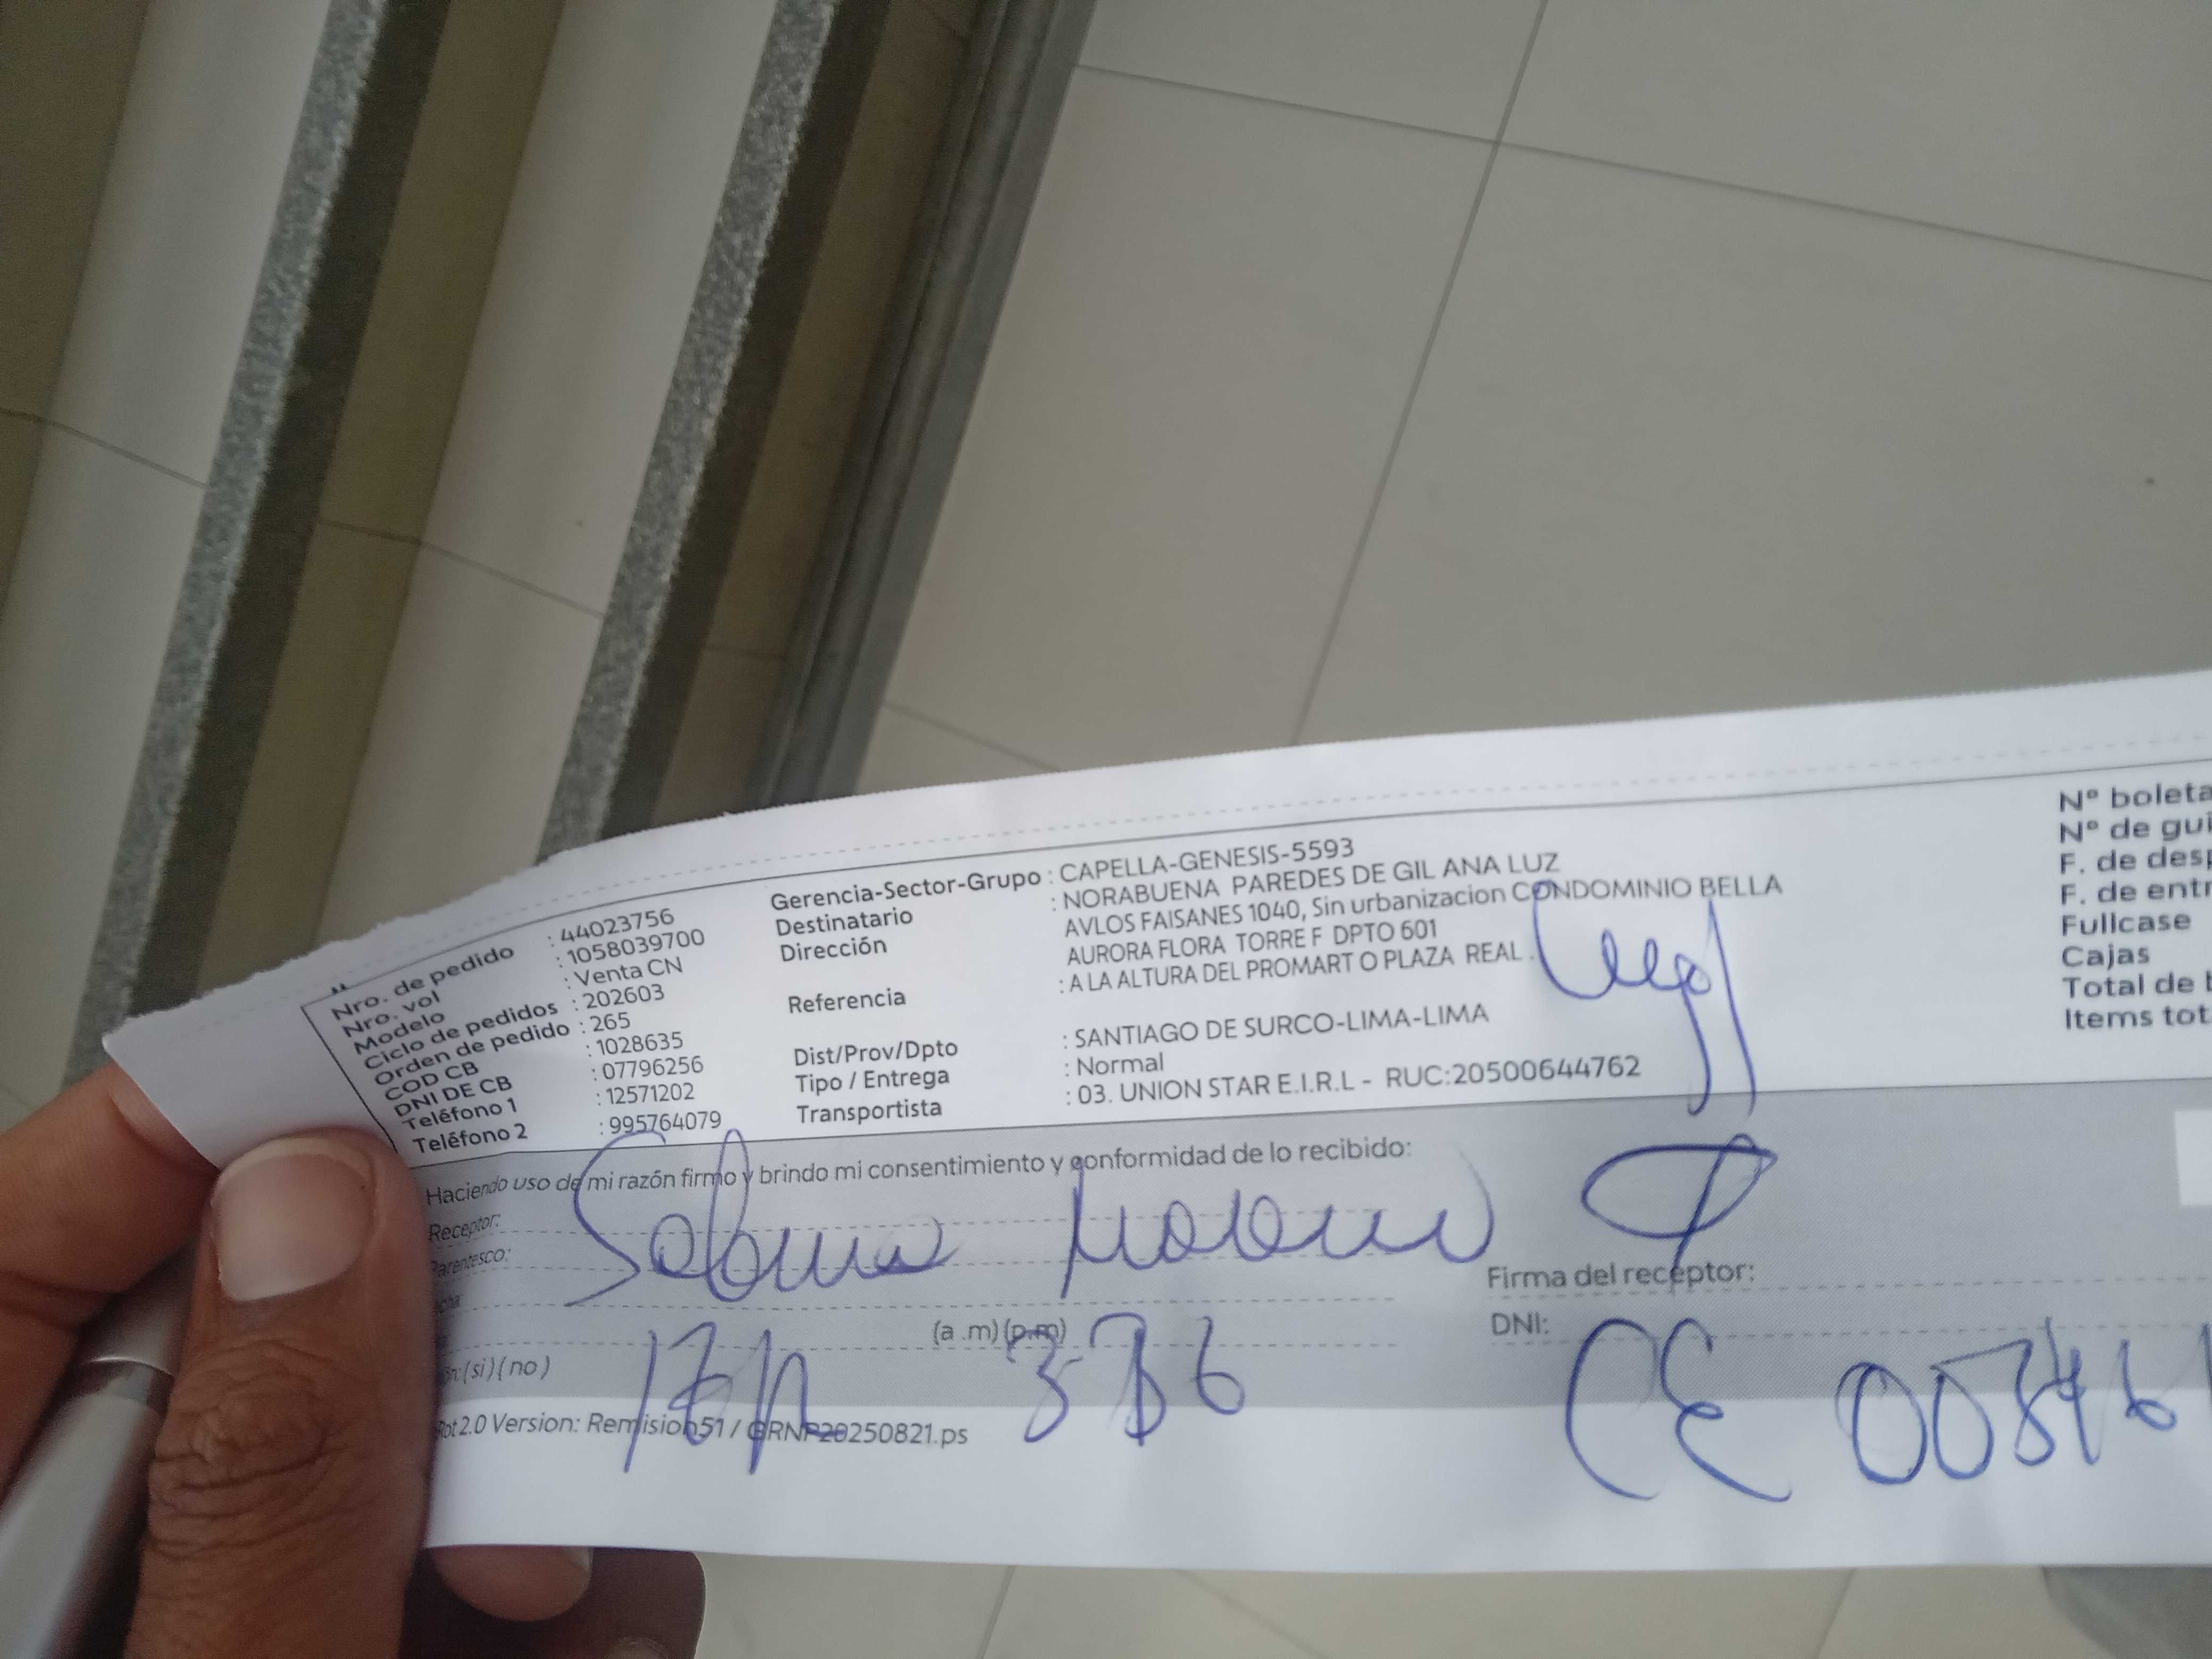 Nro. de pedido : 44023756
Nro. vol : 1058039700
Modelo : Venta CN
Ciclo de pedidos : 202603
Orden de pedido : 265
COD CB : 1028635
DNI DE CB : 07796256
Teléfono 1 : 12571202
Teléfono 2 : 995764079
Gerencia-Sector-Grupo : CAPELLA-GENESIS-5593
Destinatario : NORABUENA PAREDES DE GIL ANA LUZ
Dirección AVLOS FAISANES 1040, Sin urbanizacion CONDOMINIO BELLA
AURORA FLORA TORRE F DPTO 601
Referencia : A LA ALTURA DEL PROMART O PLAZA REAL .
Dist/Prov/Dpto : SANTIAGO DE SURCO-LIMA-LIMA
Tipo / Entrega : Normal
Transportista : 03. UNION STAR E.I.R.L - RUC:20500644762
Nº boleta
Nº de gui
F. de desp
F. de entr
Fullcase
Cajas
Total de b
Items tot
Haciendo uso de mi razón firmo y brindo mi consentimiento y conformidad de lo recibido:
Receptor:
Parentesco:
echa:
(a .m) (p.m)
Firma del receptor:
DNI: CE
ón: (si) ( no )
Rot 2.0 Version: Remision51 / GRNP20250821.ps